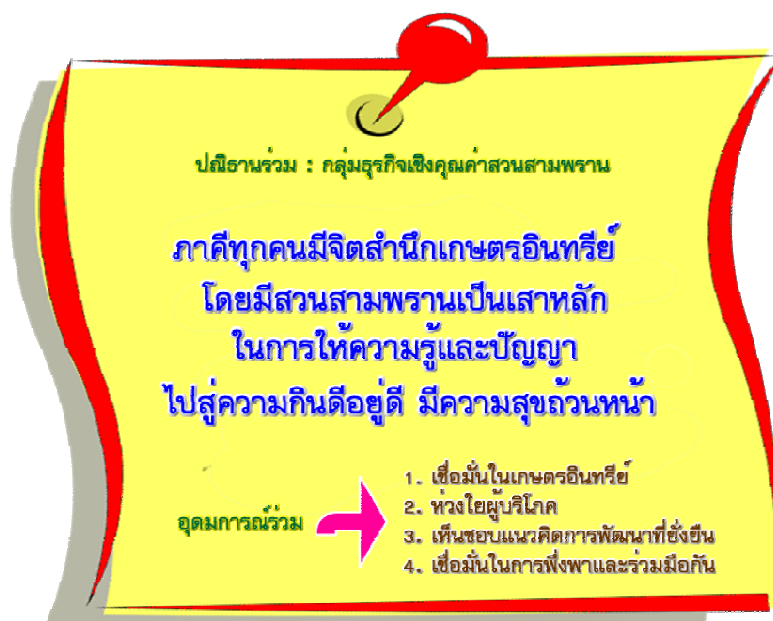 ปณิธานร่วม : กลุ่มธุรกิจเชิงคุณค่าสวนสามพราน
ภาคีทุกคนมีจิตสำนึกเกษตรอินทรีย์
โดยมีสวนสามพรานเป็นเสาหลัก
ในการให้ความรู้และปัญญา
ไปสู่ความกินดีอยู่ดี มีความสุขถ้วนหน้า
อุดมการณ์ร่วม
1. เชื่อมั่นในเกษตรอินทรีย์
2. ห่วงใยผู้บริโภค
3. เห็นชอบแนวคิดการพัฒนาที่ยั่งยืน
4. เชื่อมั่นในการพึ่งพาและร่วมมือกัน